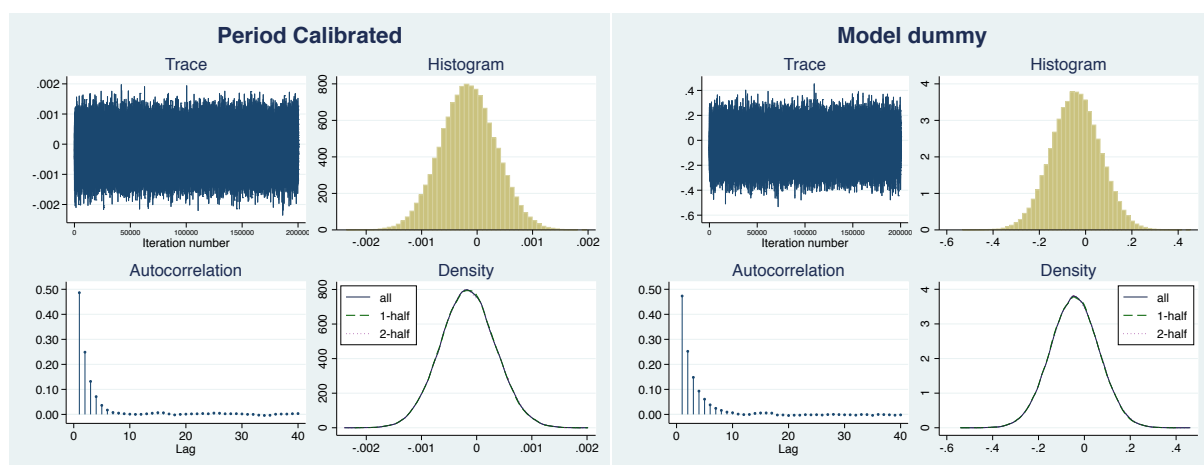 Period Calibrated
Trace
.002
.001
0
-.001
-.002
0 50000 100000 150000 200000
Iteration number
Histogram
800
600
400
200
0
-.002 -.001 0 .001 .002
Autocorrelation
0.50
0.40
0.30
0.20
0.10
0.00
0 10 20 30 40
Lag
Density
800
600
400
200
0
all
1-half
2-half
-.002 -.001 0 .001 .002
Model dummy
Trace
.4
.2
0
-.2
-.4
-.6
0 50000 100000 150000 200000
Iteration number
Histogram
4
3
2
1
0
-.6 -.4 -.2 0 .2 .4
Autocorrelation
0.50
0.40
0.30
0.20
0.10
0.00
0 10 20 30 40
Lag
Density
4
3
2
1
0
all
1-half
2-half
-.6 -.4 -.2 0 .2 .4